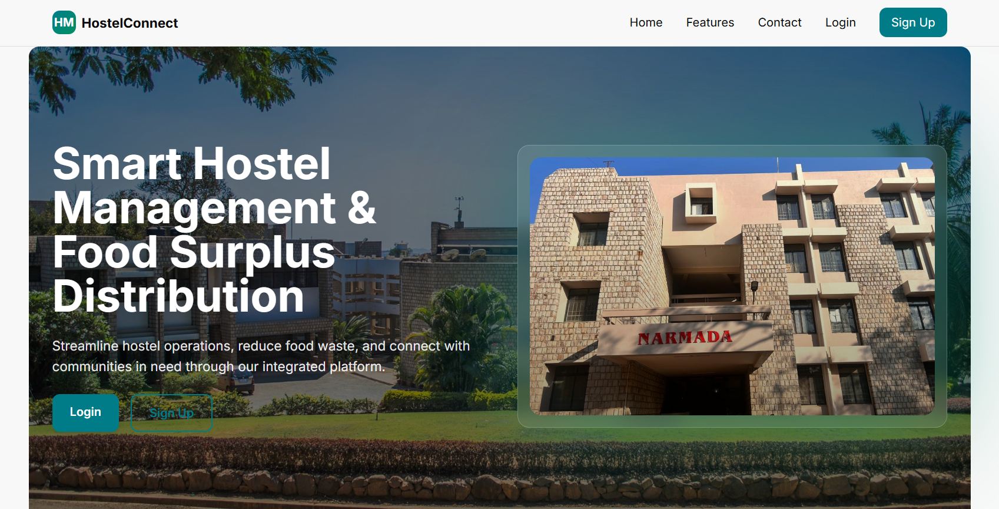 HM HostelConnect Home Features Contact Login Sign Up
Smart Hostel
Management &
Food Surplus
Distribution
Streamline hostel operations, reduce food waste, and connect with
communities in need through our integrated platform.
Login Sign Up
NARMADA